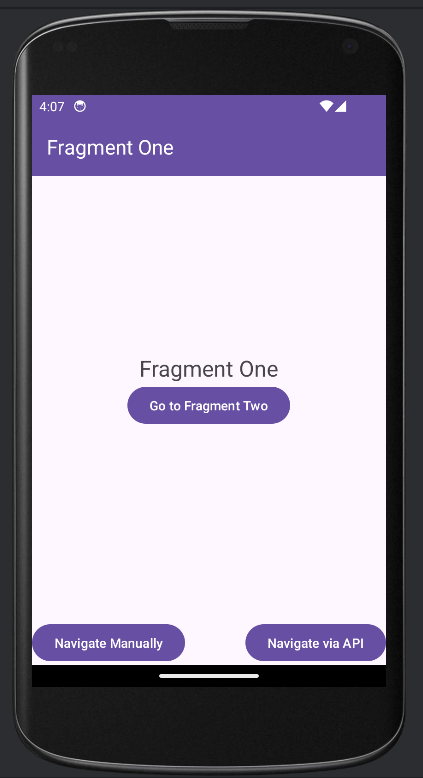 4:07
Fragment One
Fragment One
Go to Fragment Two
Navigate Manually
Navigate via API